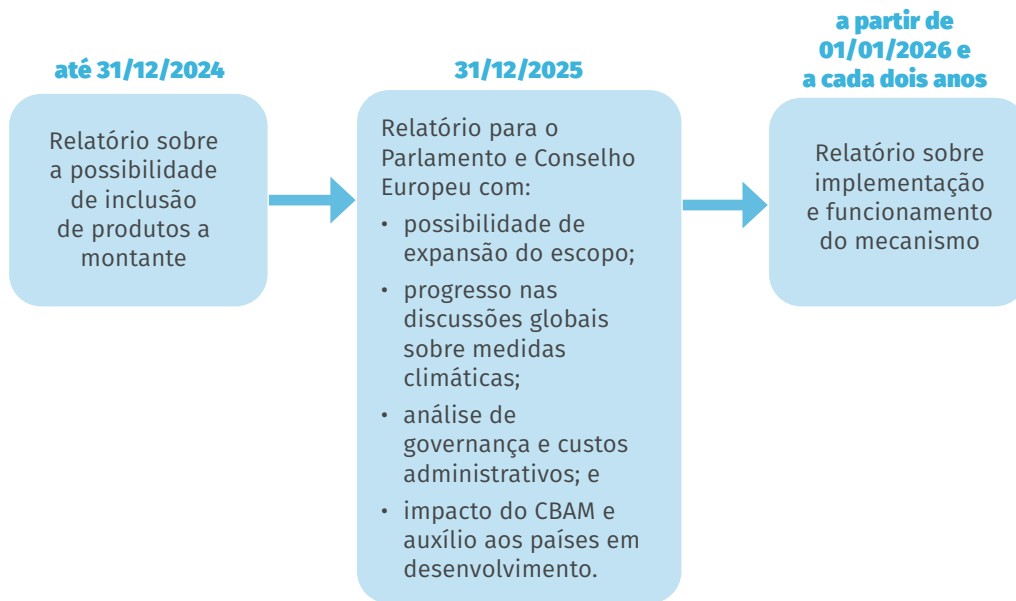 até 31/12/2024
Relatório sobre
a possibilidade
de inclusão
de produtos a
montante
31/12/2025
Relatório para o
Parlamento e Conselho
Europeu com:
• possibilidade de
expansão do escopo;
• progresso nas
discussões globais
sobre medidas
climáticas;
• análise de
governança e custos
administrativos; e
• impacto do CBAM e
auxílio aos países em
desenvolvimento.
a partir de
01/01/2026 e
a cada dois anos
Relatório sobre
implementação
e funcionamento
do mecanismo